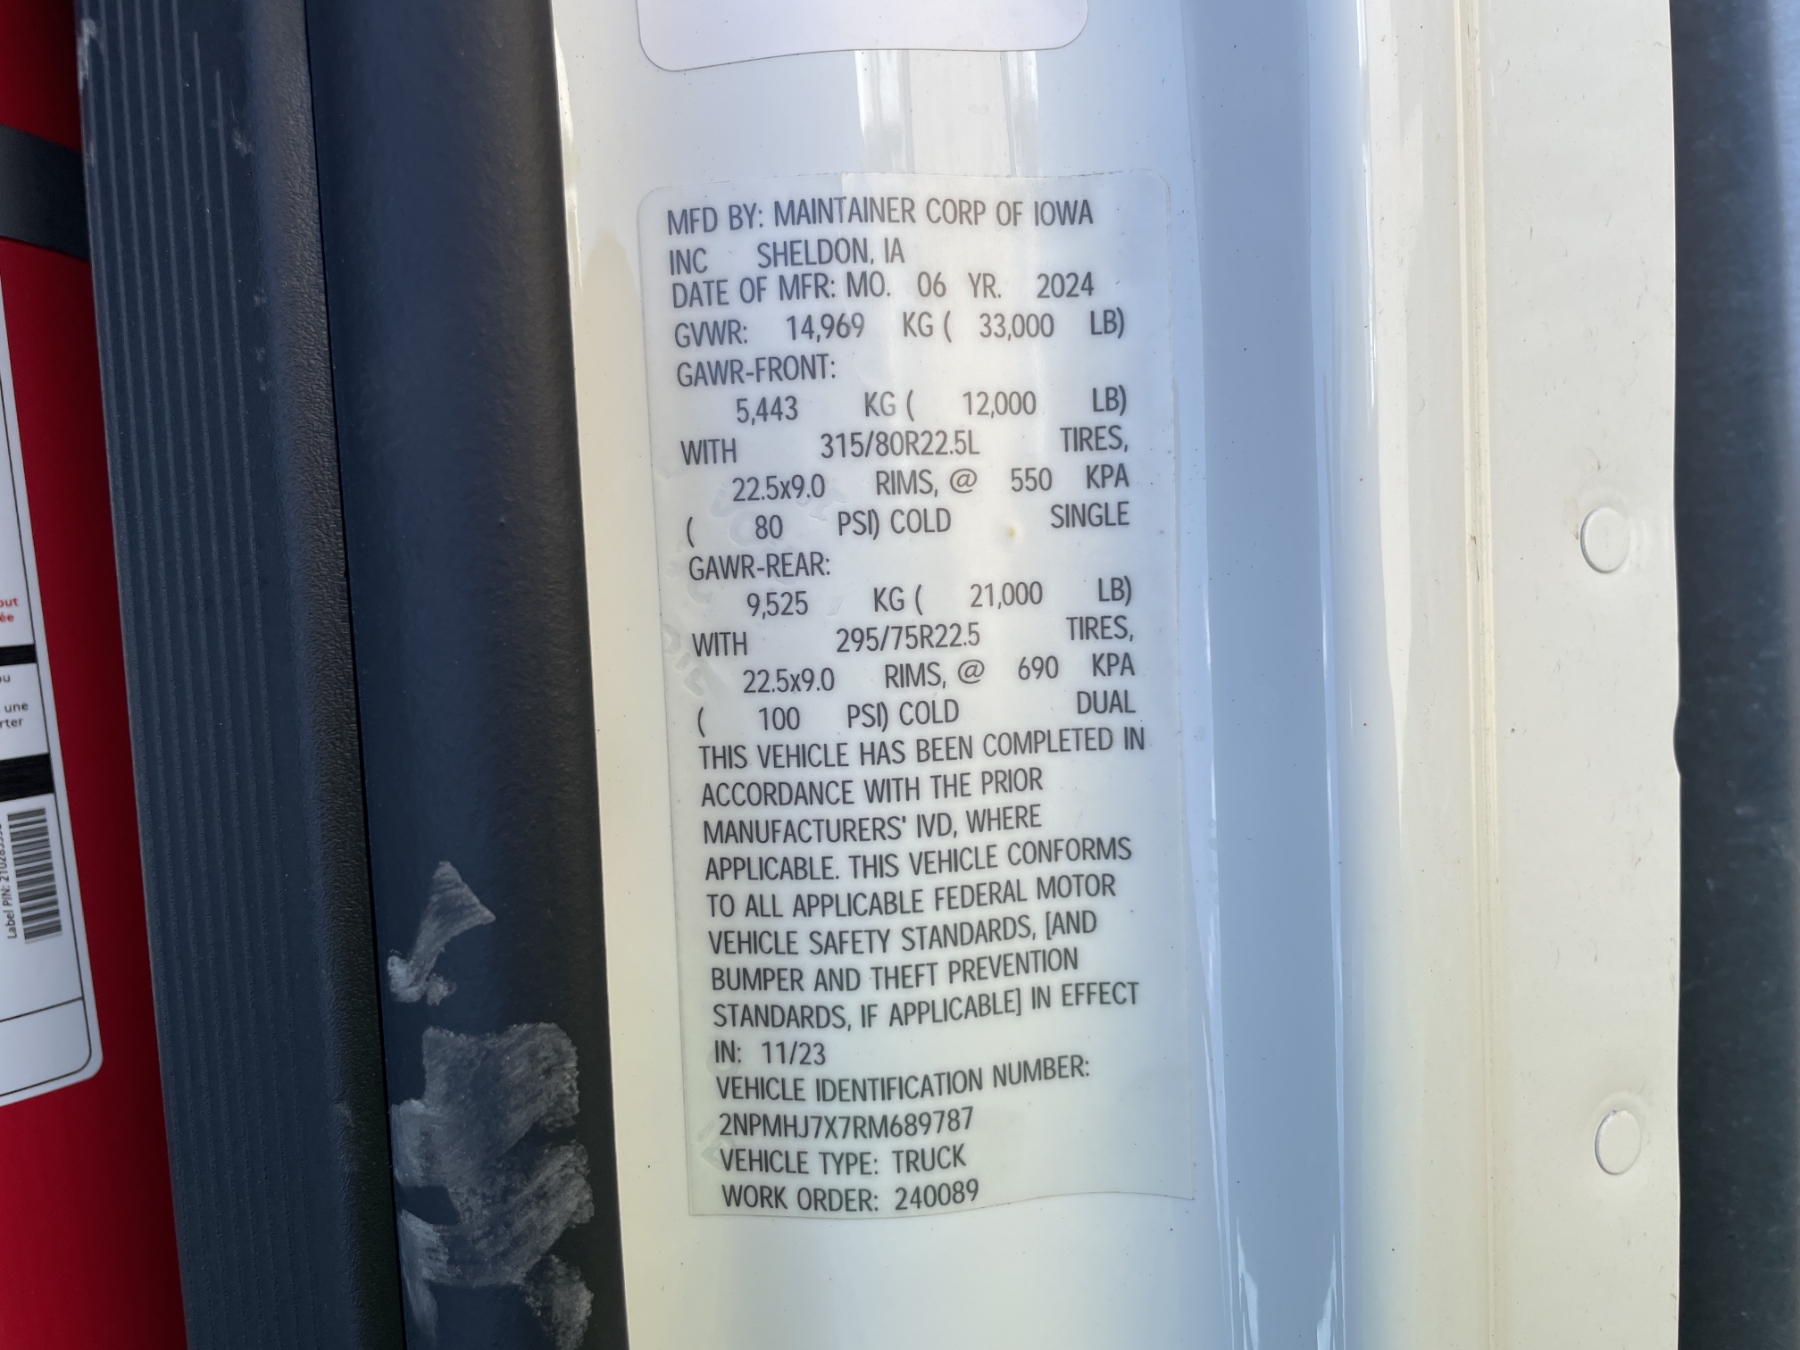 MFD BY: MAINTAINER CORP OF IOWA
INC SHELDON, IA
DATE OF MFR: MO. 06 YR. 2024
GVWR: 14,969 KG ( 33,000 LB)
GAWR-FRONT:
5,443 KG ( 12,000 LB)
WITH 315/80R22.5L TIRES,
22.5x9.0 RIMS, @ 550 KPA
( 80 PSI) COLD SINGLE
GAWR-REAR:
9,525 KG ( 21,000 LB)
WITH 295/75R22.5 TIRES,
22.5x9.0 RIMS, @ 690 KPA
( 100 PSI) COLD DUAL
THIS VEHICLE HAS BEEN COMPLETED IN
ACCORDANCE WITH THE PRIOR
MANUFACTURERS' IVD, WHERE
APPLICABLE. THIS VEHICLE CONFORMS
TO ALL APPLICABLE FEDERAL MOTOR
VEHICLE SAFETY STANDARDS, [AND
BUMPER AND THEFT PREVENTION
STANDARDS, IF APPLICABLE] IN EFFECT
IN: 11/23
VEHICLE IDENTIFICATION NUMBER:
2NPMHJ7X7RM689787
VEHICLE TYPE: TRUCK
WORK ORDER: 240089
une
Label PIN: